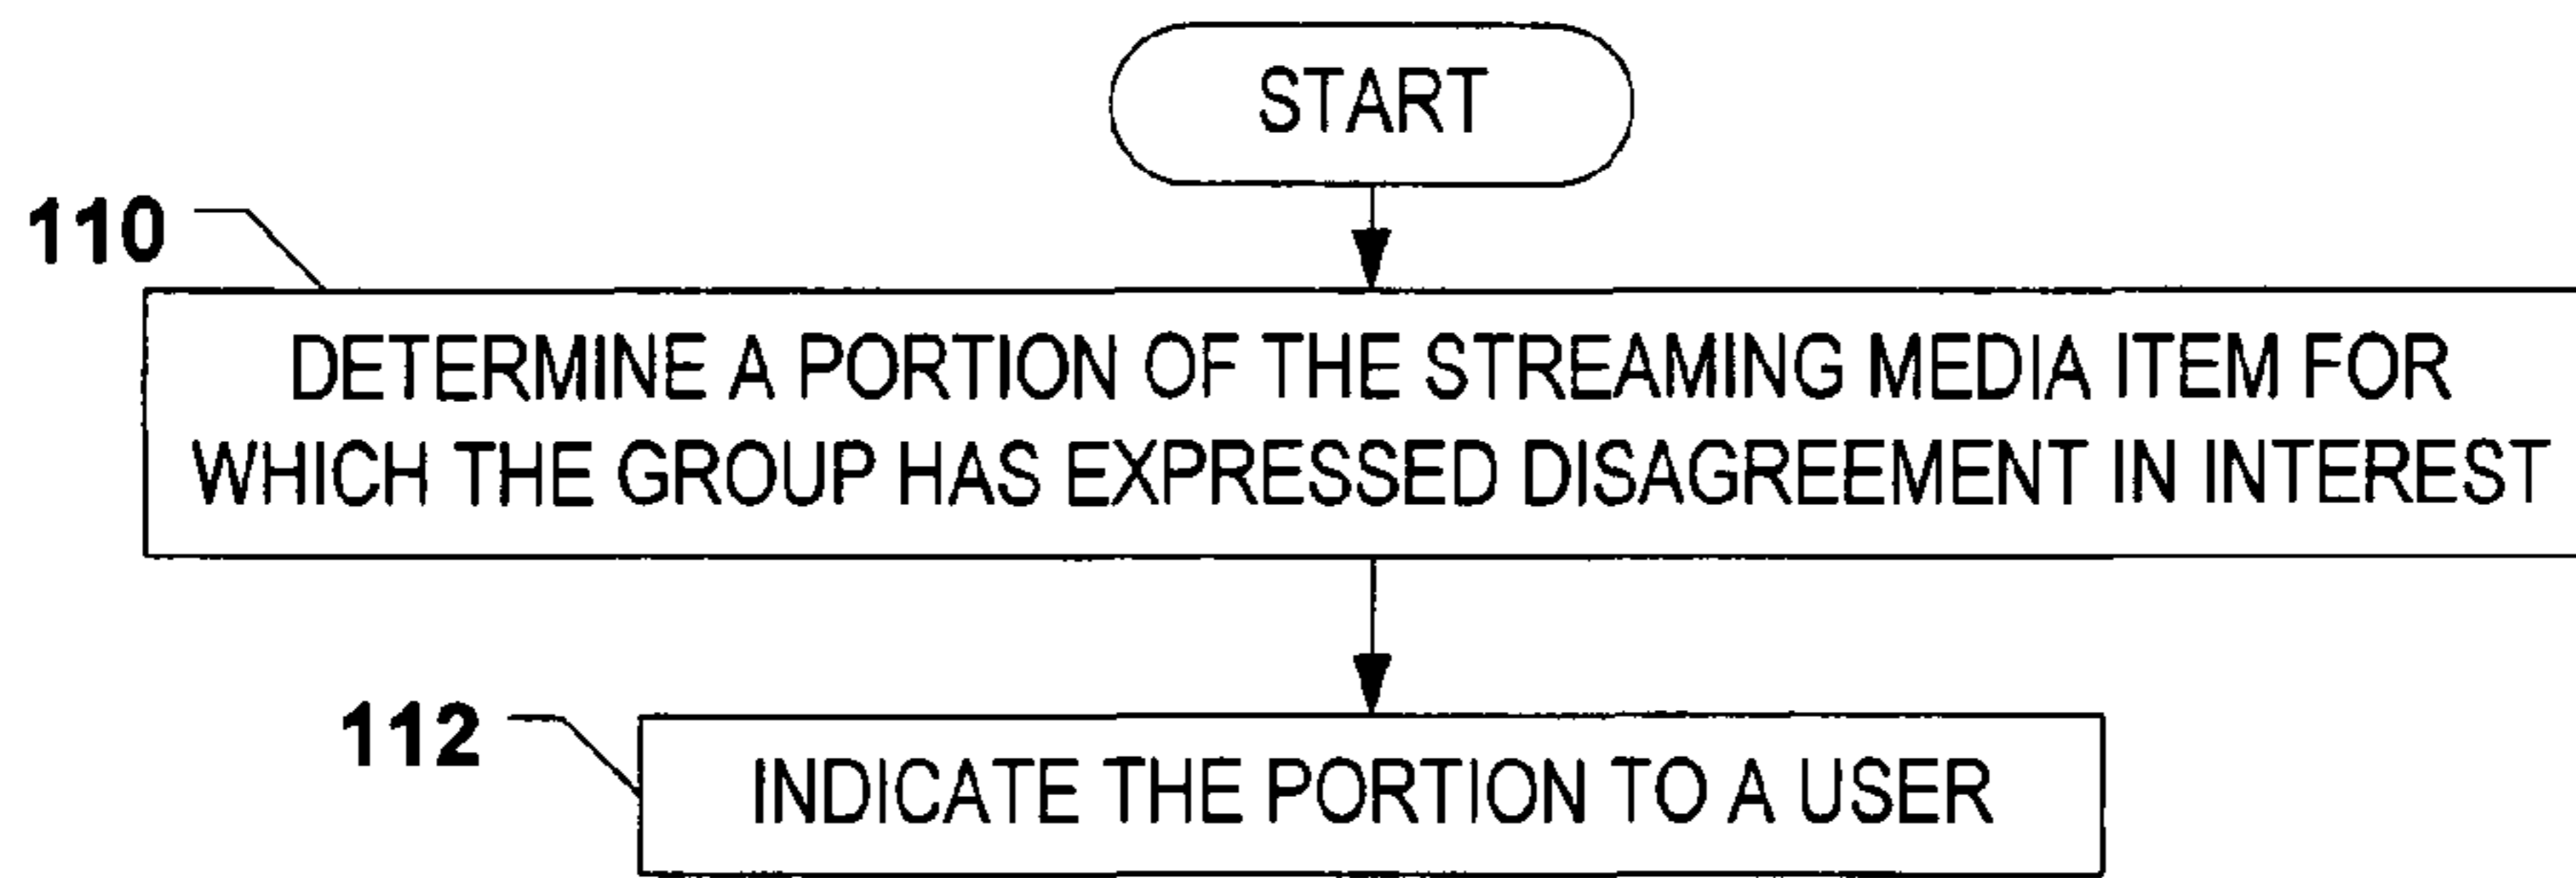 START
110
DETERMINE A PORTION OF THE STREAMING MEDIA ITEM FOR
WHICH THE GROUP HAS EXPRESSED DISAGREEMENT IN INTEREST
112
INDICATE THE PORTION TO A USER